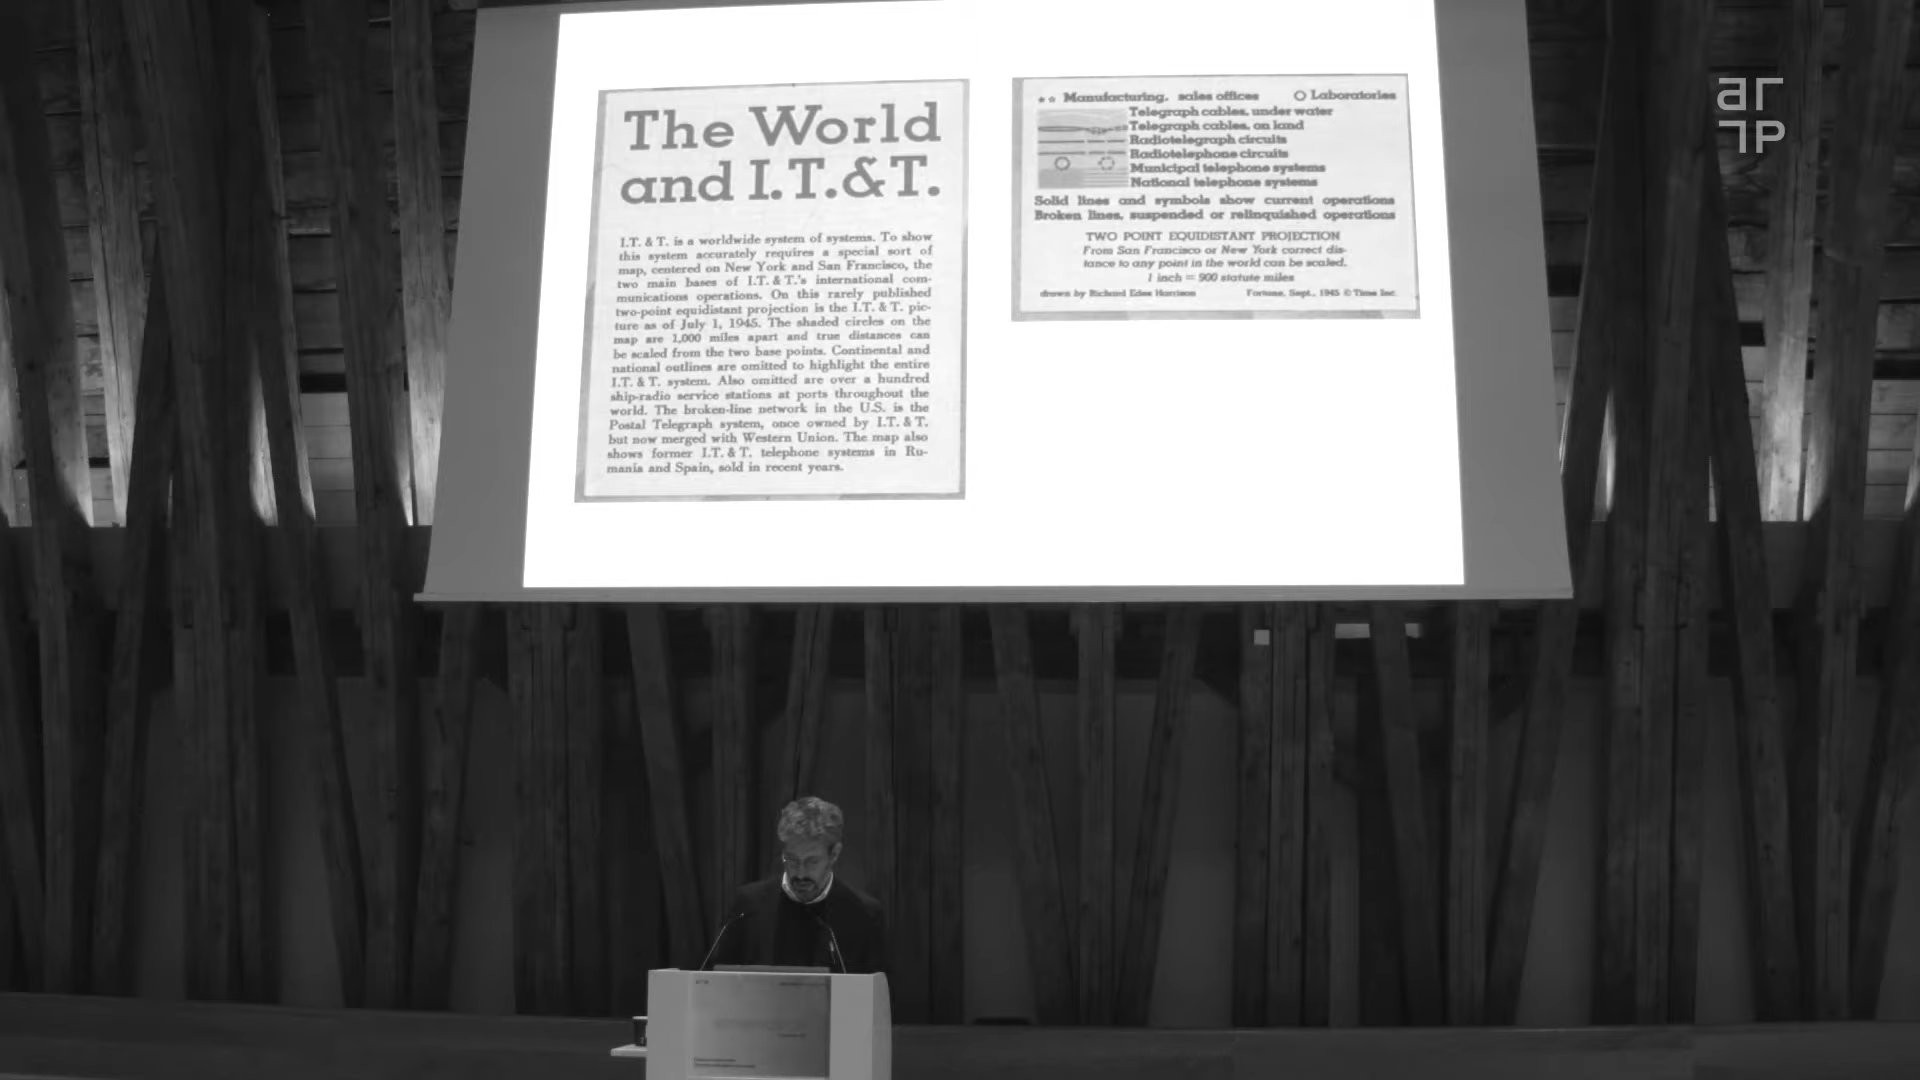 The World
and I.T.&T.
I.T. & T. is a worldwide system of systems. To show
this system accurately requires a special sort of
map, centered on New York and San Francisco, the
two main bases of I.T. & T.'s international com-
munications operations. On this rarely published
two-point equidistant projection is the I.T. & T. pic-
ture as of July 1, 1945. The shaded circles on the
map are 1,000 miles apart and true distances can
be scaled from the two base points. Continental and
national outlines are omitted to highlight the entire
I.T. & T. system. Also omitted are over a hundred
ship-radio service stations at ports throughout the
world. The broken-line network in the U.S. is the
Postal Telegraph system, once owned by I.T. & T.
but now merged with Western Union. The map also
shows former I.T. & T. telephone systems in Ru-
mania and Spain, sold in recent years.
Manufacturing, sales offices Laboratories
Telegraph cables, under water
Telegraph cables, on land
Radiotelegraph circuits
Radiotelephone circuits
Municipal telephone systems
National telephone systems
Solid lines and symbols show current operations
Broken lines, suspended or relinquished operations
TWO POINT EQUIDISTANT PROJECTION
From San Francisco or New York correct dis-
tance to any point in the world can be scaled.
1 inch = 900 statute miles
drawn by Richard Edes Harrison Fortune, Sept., 1945 © Time Inc.